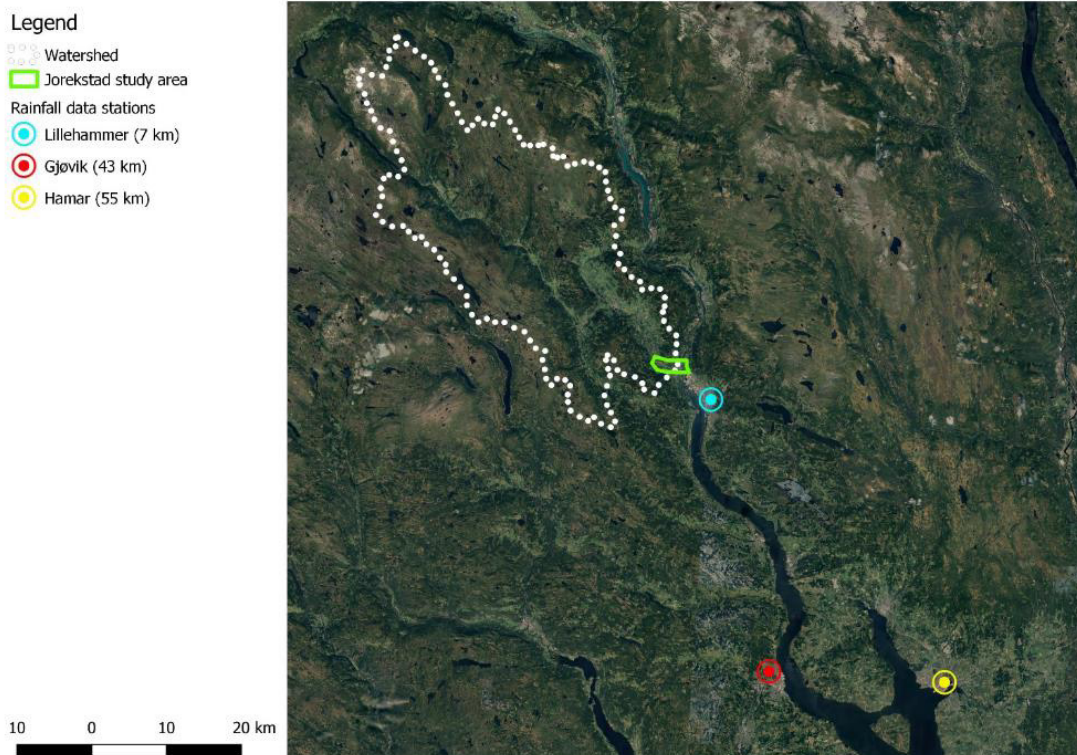 Legend
Watershed
Jorekstad study area
Rainfall data stations
Lillehammer (7 km)
Gjøvik (43 km)
Hamar (55 km)
10 0 10 20 km